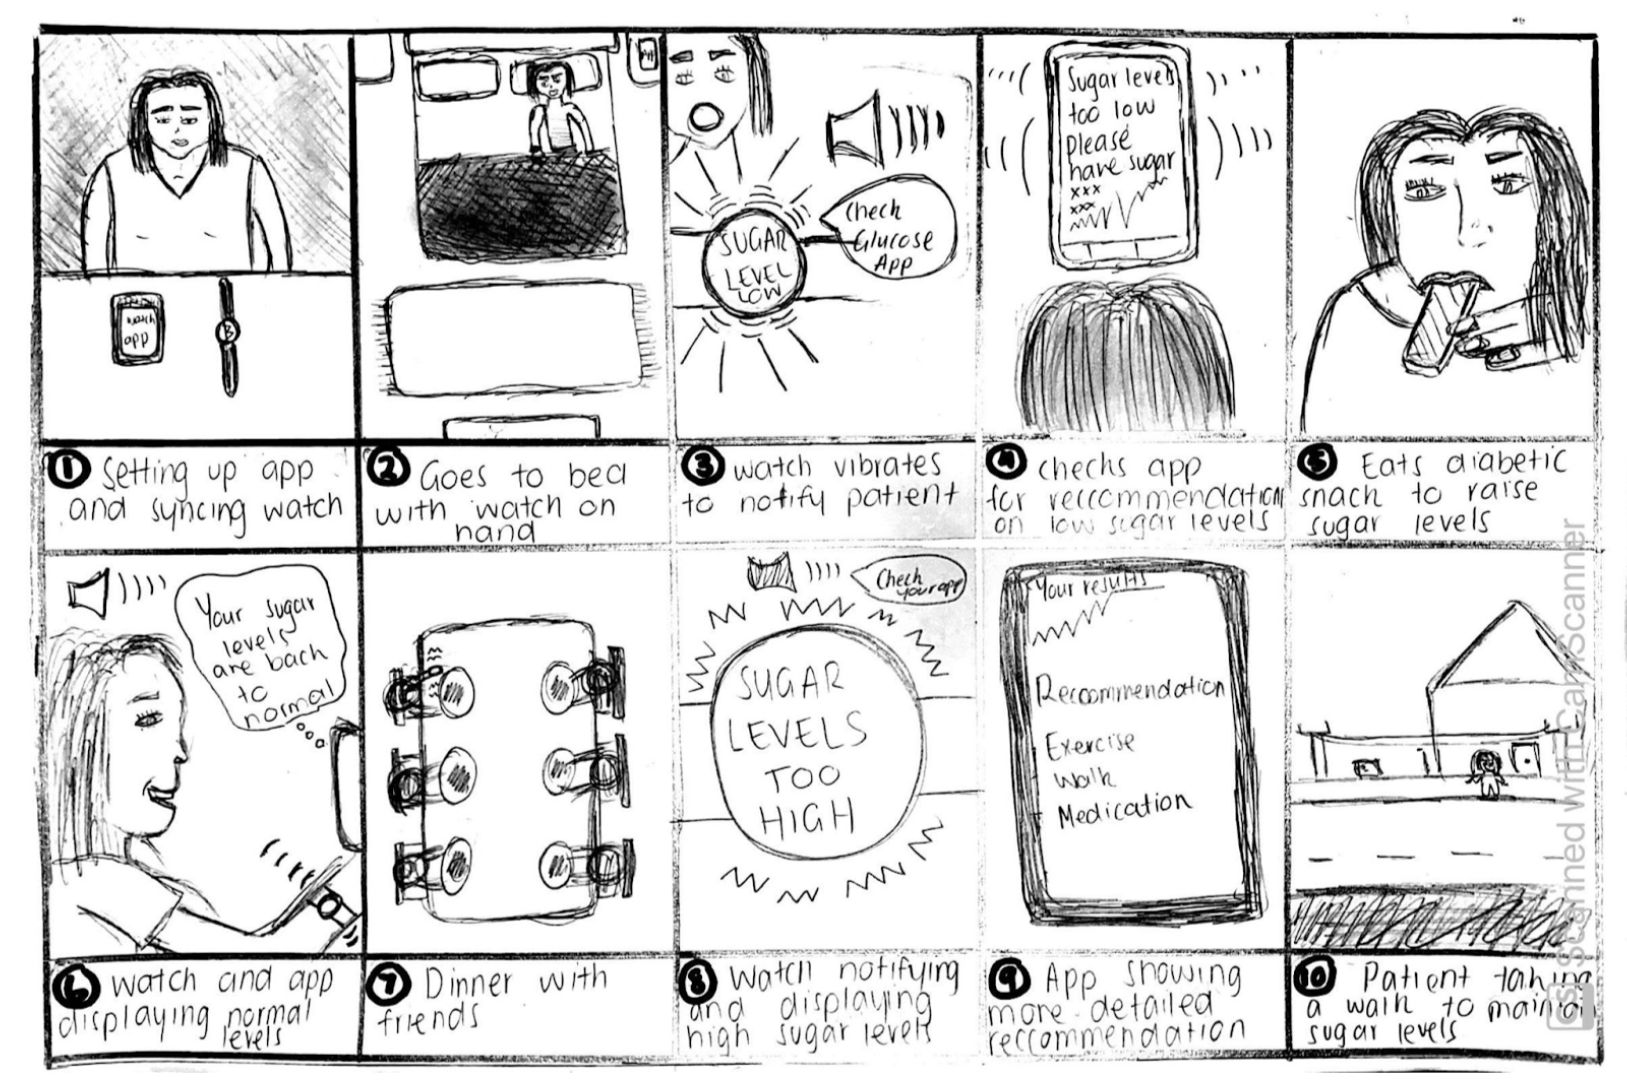 watch
app
SUGAR
LEVEL
LOW
Check
Glucose
App
Sugar levels
too low
please
have sugar
xxx
xxx
① Setting up app
and syncing watch
② Goes to bed
with watch on
hand
③ watch vibrates
to notify patient
④ checks app
for reccommendation
on low sugar levels
⑤ Eats diabetic
snack to raise
sugar levels
Your sugar
levels
are back
to
normal
Check
your app
SUGAR
LEVELS
TOO
HIGH
Your results
Reccommendation
Exercise
Walk
Medication
⑥ Watch and app
displaying normal
levels
⑦ Dinner with
friends
⑧ Watch notifying
and displaying
high sugar levels
⑨ App showing
more detailed
reccommendation
⑩ Patient taking
a walk to maintain
sugar levels
Scanned with CamScanner
CS